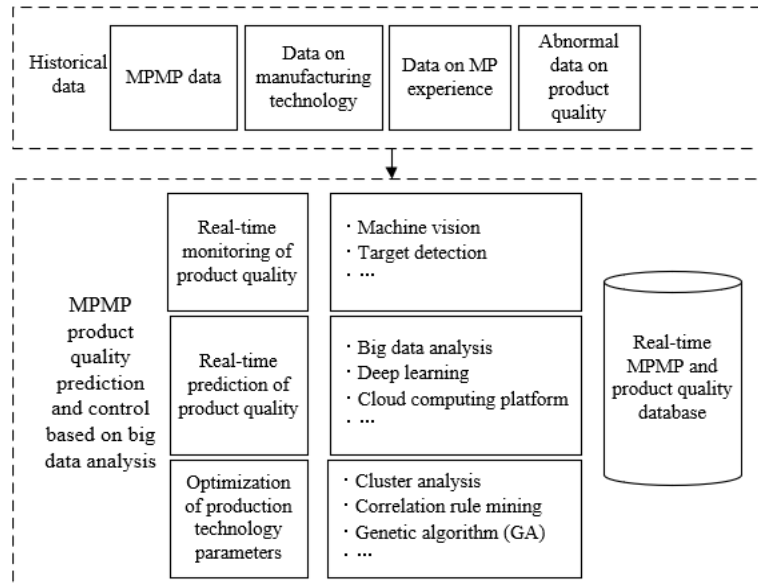 Historical
data
MPMP data
Data on
manufacturing
technology
Data on MP
experience
Abnormal
data on
product
quality
MPMP
product
quality
prediction
and control
based on big
data analysis
Real-time
monitoring of
product quality
· Machine vision
· Target detection
· ...
Real-time
prediction of
product quality
· Big data analysis
· Deep learning
· Cloud computing platform
· ...
Optimization
of production
technology
parameters
· Cluster analysis
· Correlation rule mining
· Genetic algorithm (GA)
· ...
Real-time
MPMP and
product quality
database